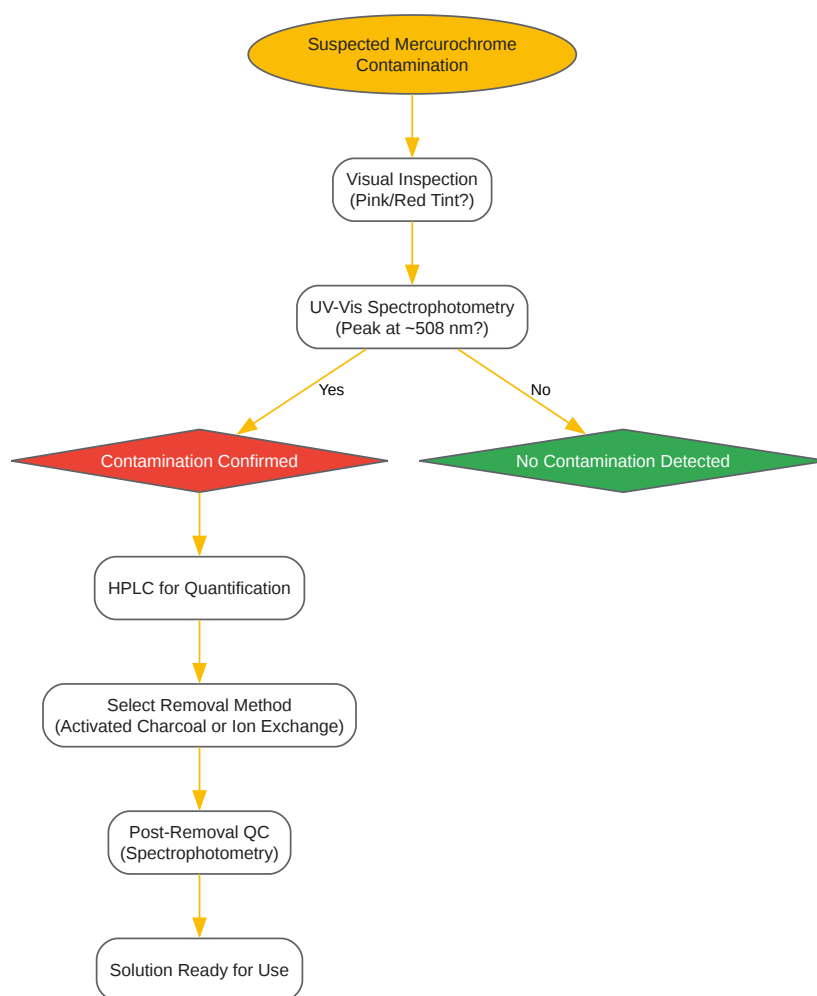 Suspected Mercurochrome
Contamination
Visual Inspection
(Pink/Red Tint?)
UV-Vis Spectrophotometry
(Peak at ~508 nm?)
Yes
No
Contamination Confirmed
No Contamination Detected
HPLC for Quantification
Select Removal Method
(Activated Charcoal or Ion Exchange)
Post-Removal QC
(Spectrophotometry)
Solution Ready for Use